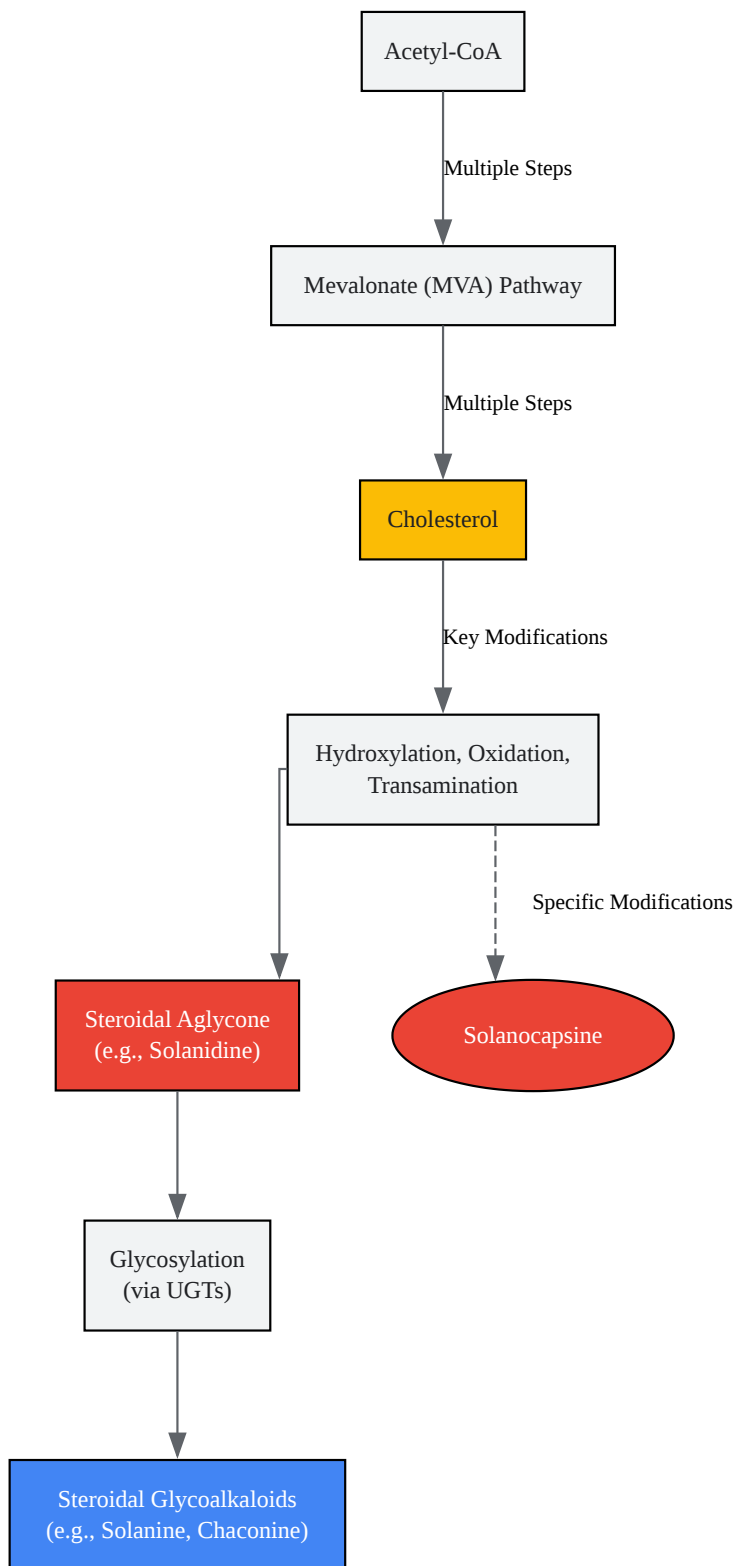 Acetyl-CoA
Multiple Steps
Mevalonate (MVA) Pathway
Multiple Steps
Cholesterol
Key Modifications
Hydroxylation, Oxidation,
Transamination
Specific Modifications
Steroidal Aglycone
(e.g., Solanidine)
Solanocapsine
Glycosylation
(via UGTs)
Steroidal Glycoalkaloids
(e.g., Solanine, Chaconine)